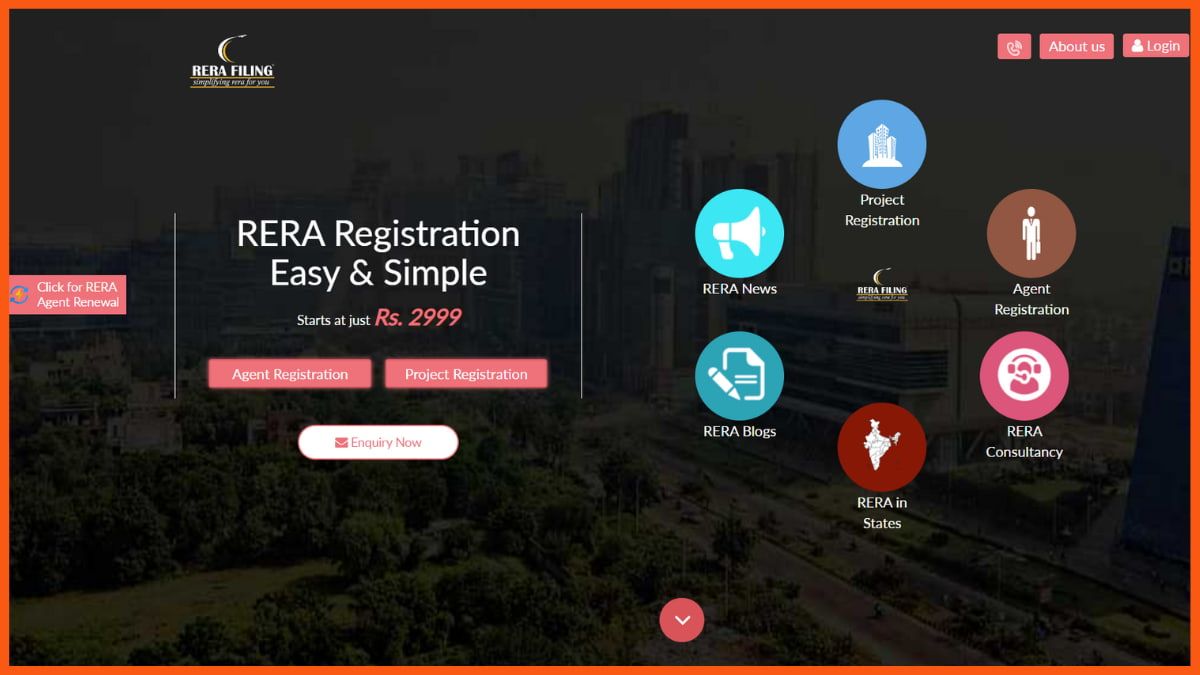 RERA FILING
simplifying rera for you
About us
Login
Click for RERA
Agent Renewal
RERA Registration
Easy & Simple
Starts at just Rs. 2999
Agent Registration
Project Registration
Enquiry Now
Project
Registration
RERA News
Agent
Registration
RERA FILING
simplifying rera for you
RERA Blogs
RERA
Consultancy
RERA in
States